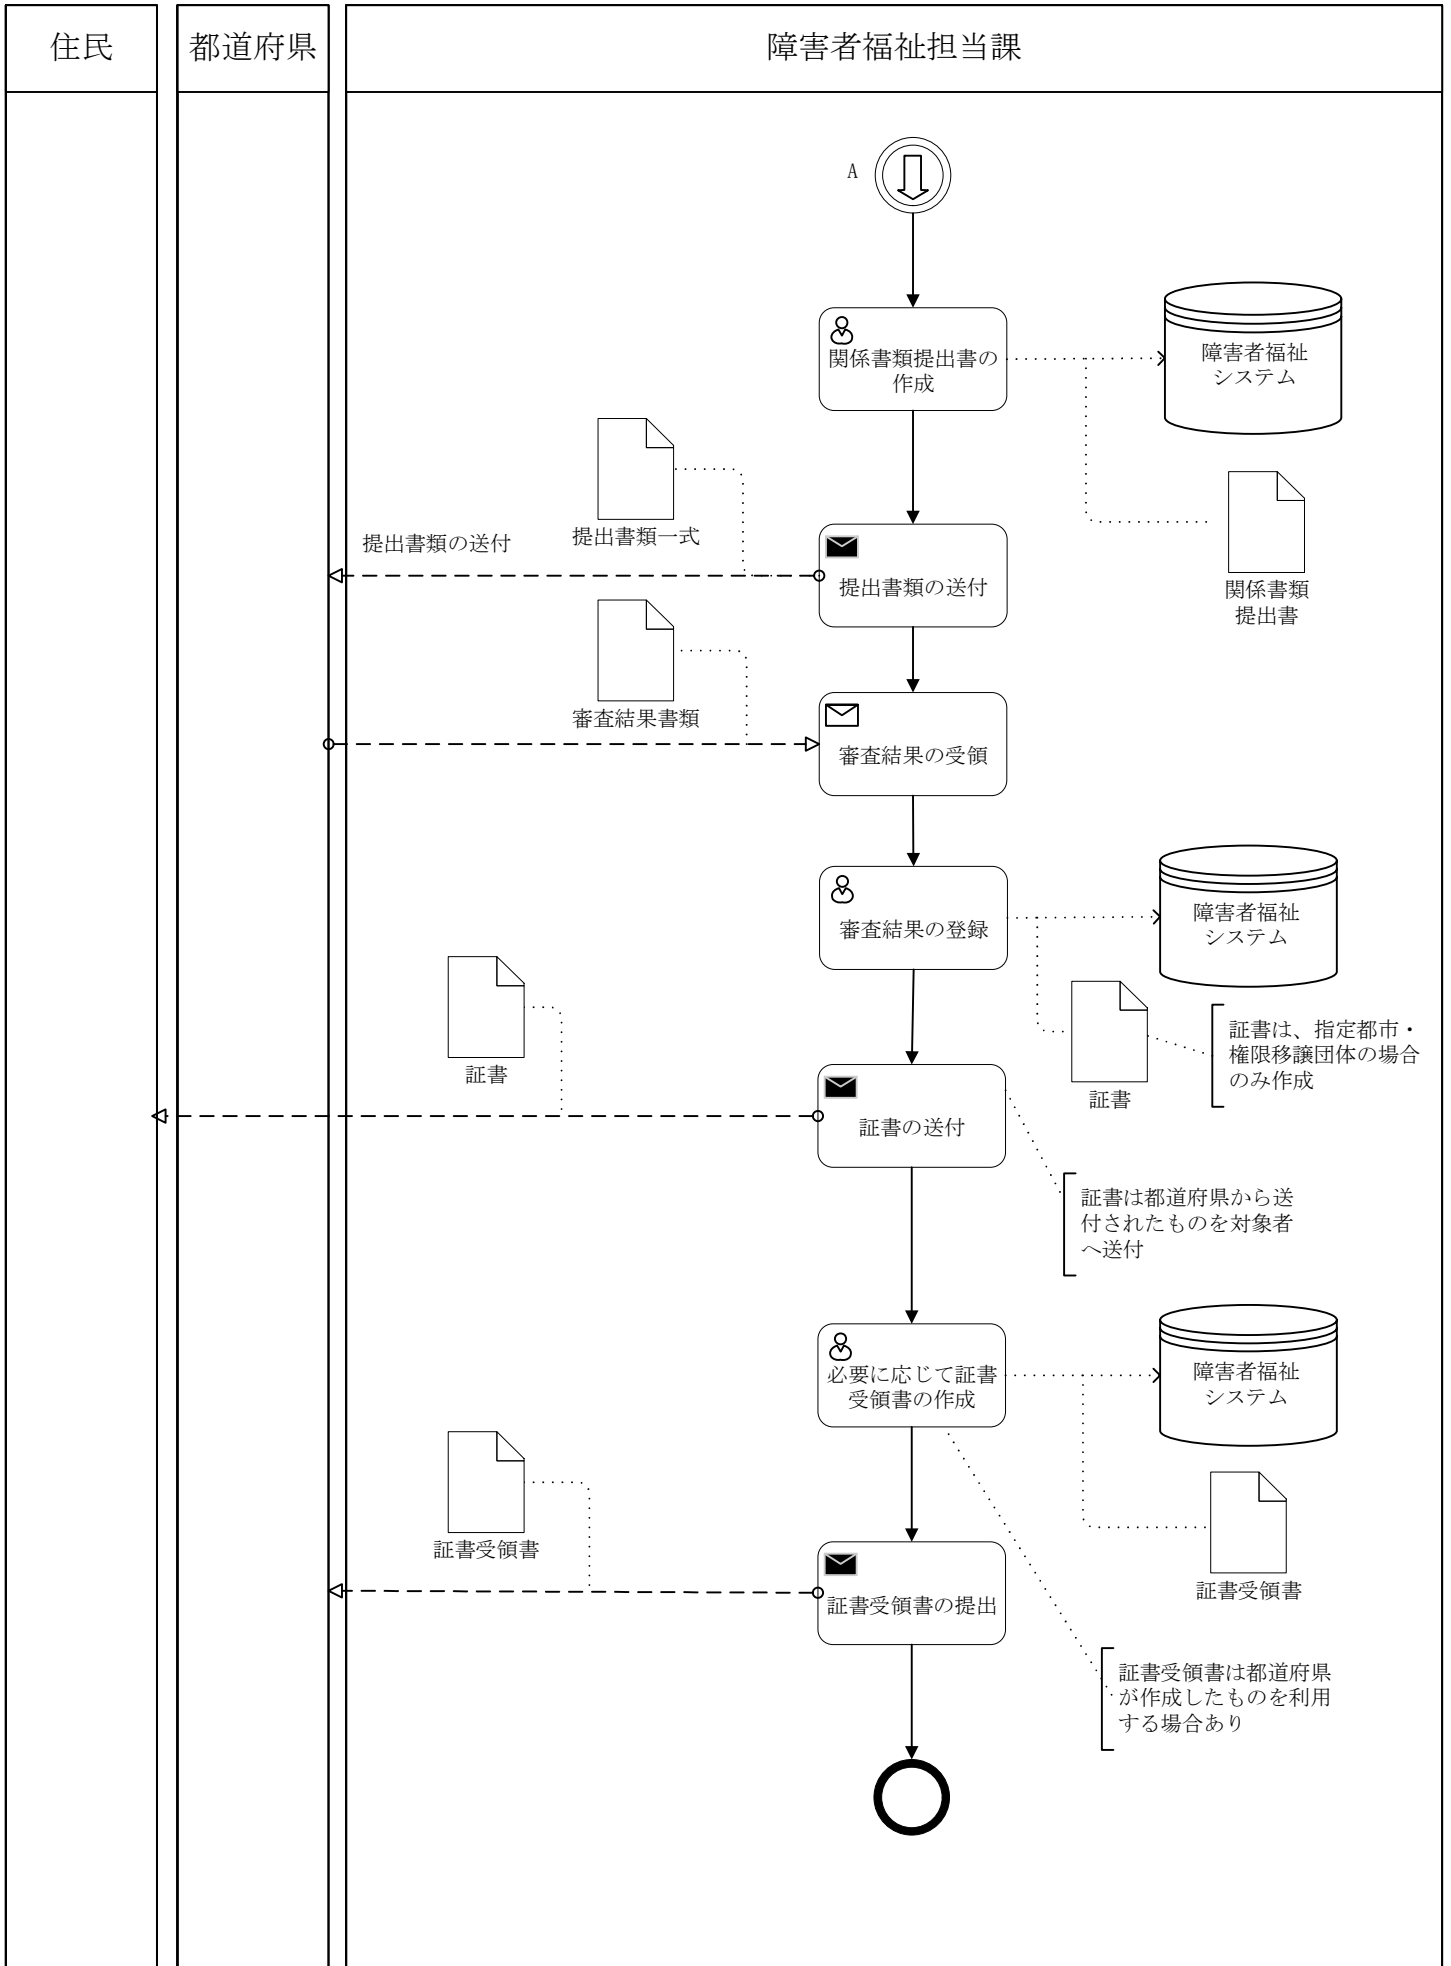 住民
都道府県
障害者福祉担当課
A
関係書類提出書の
作成
障害者福祉
システム
提出書類一式
提出書類の送付
提出書類の送付
関係書類
提出書
審査結果書類
審査結果の受領
審査結果の登録
障害者福祉
システム
証書
証書
証書は、指定都市・
権限移譲団体の場合
のみ作成
証書の送付
証書は都道府県から送
付されたものを対象者
へ送付
必要に応じて証書
受領書の作成
障害者福祉
システム
証書受領書
証書受領書
証書受領書の提出
証書受領書は都道府県
が作成したものを利用
する場合あり